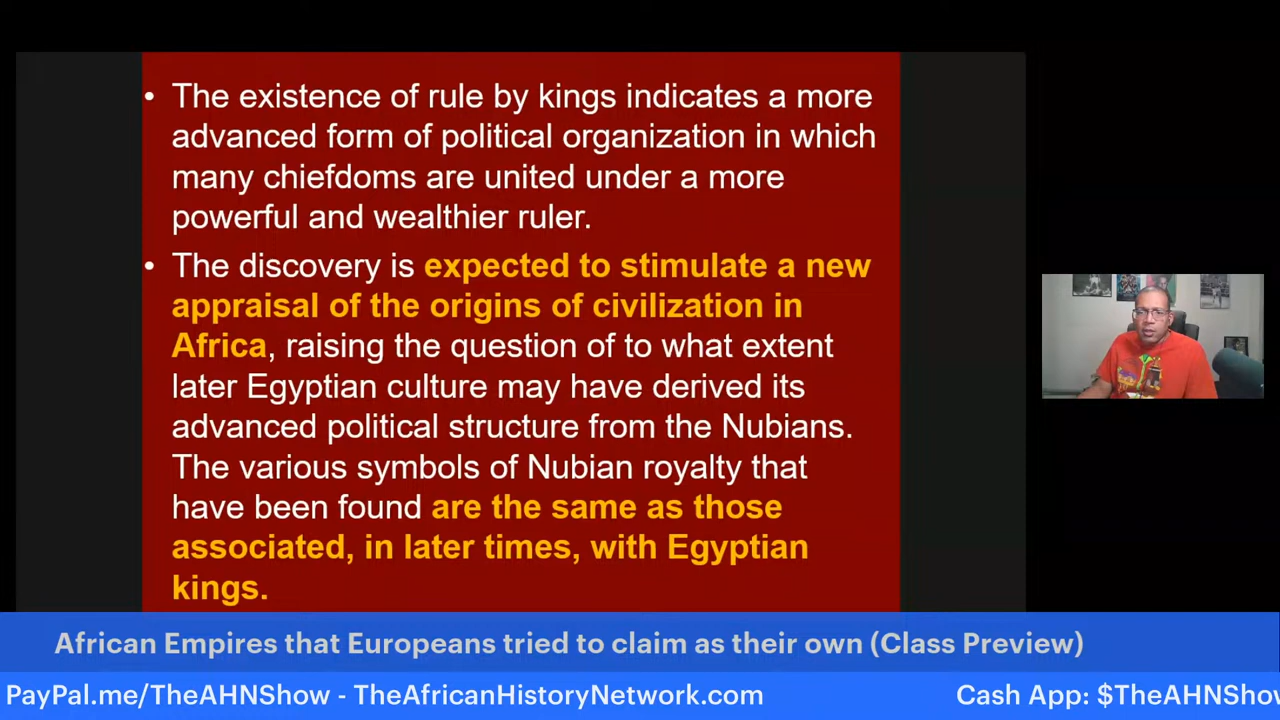 • The existence of rule by kings indicates a more
advanced form of political organization in which
many chiefdoms are united under a more
powerful and wealthier ruler.
• The discovery is expected to stimulate a new
appraisal of the origins of civilization in
Africa, raising the question of to what extent
later Egyptian culture may have derived its
advanced political structure from the Nubians.
The various symbols of Nubian royalty that
have been found are the same as those
associated, in later times, with Egyptian
kings.
African Empires that Europeans tried to claim as their own (Class Preview)
PayPal.me/TheAHNShow - TheAfricanHistoryNetwork.com Cash App: $TheAHNShow